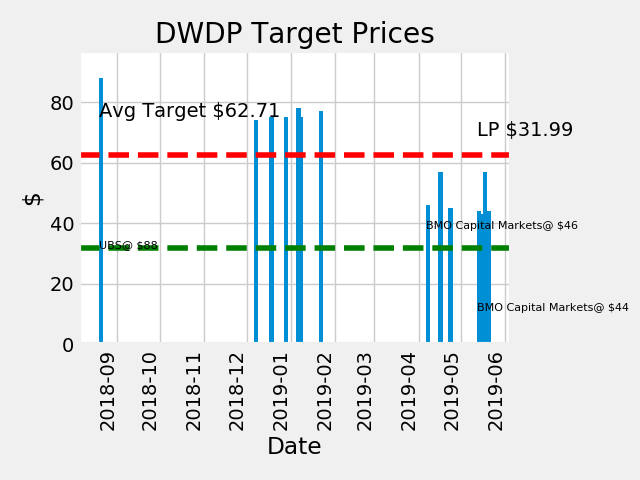 DWDP Target Prices
80
60
40
20
0
$
Avg Target $62.71
LP $31.99
UBS@ $88
BMO Capital Markets@ $46
BMO Capital Markets@ $44
2018-09
2018-10
2018-11
2018-12
2019-01
2019-02
2019-03
2019-04
2019-05
2019-06
Date